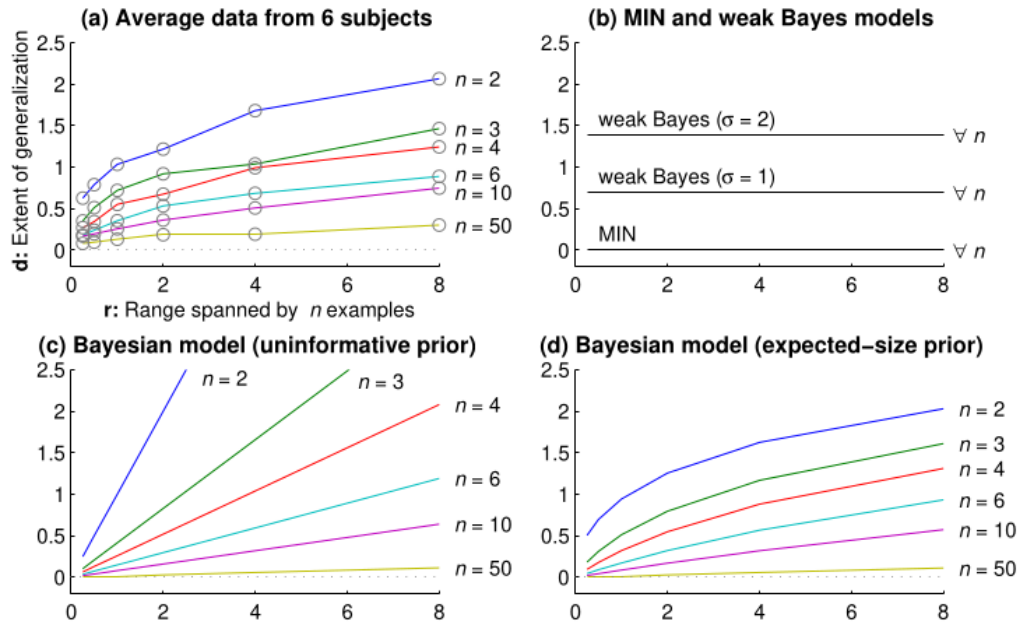 (a) Average data from 6 subjects
2.5
2
1.5
1
0.5
0
d: Extent of generalization
n = 2
n = 3
n = 4
n = 6
n = 10
n = 50
0 2 4 6 8
r: Range spanned by n examples
(b) MIN and weak Bayes models
2.5
2
1.5
1
0.5
0
weak Bayes (σ = 2)
∀ n
weak Bayes (σ = 1)
∀ n
MIN
∀ n
0 2 4 6 8
(c) Bayesian model (uninformative prior)
2.5
2
1.5
1
0.5
0
n = 2
n = 3
n = 4
n = 6
n = 10
n = 50
0 2 4 6 8
(d) Bayesian model (expected−size prior)
2.5
2
1.5
1
0.5
0
n = 2
n = 3
n = 4
n = 6
n = 10
n = 50
0 2 4 6 8